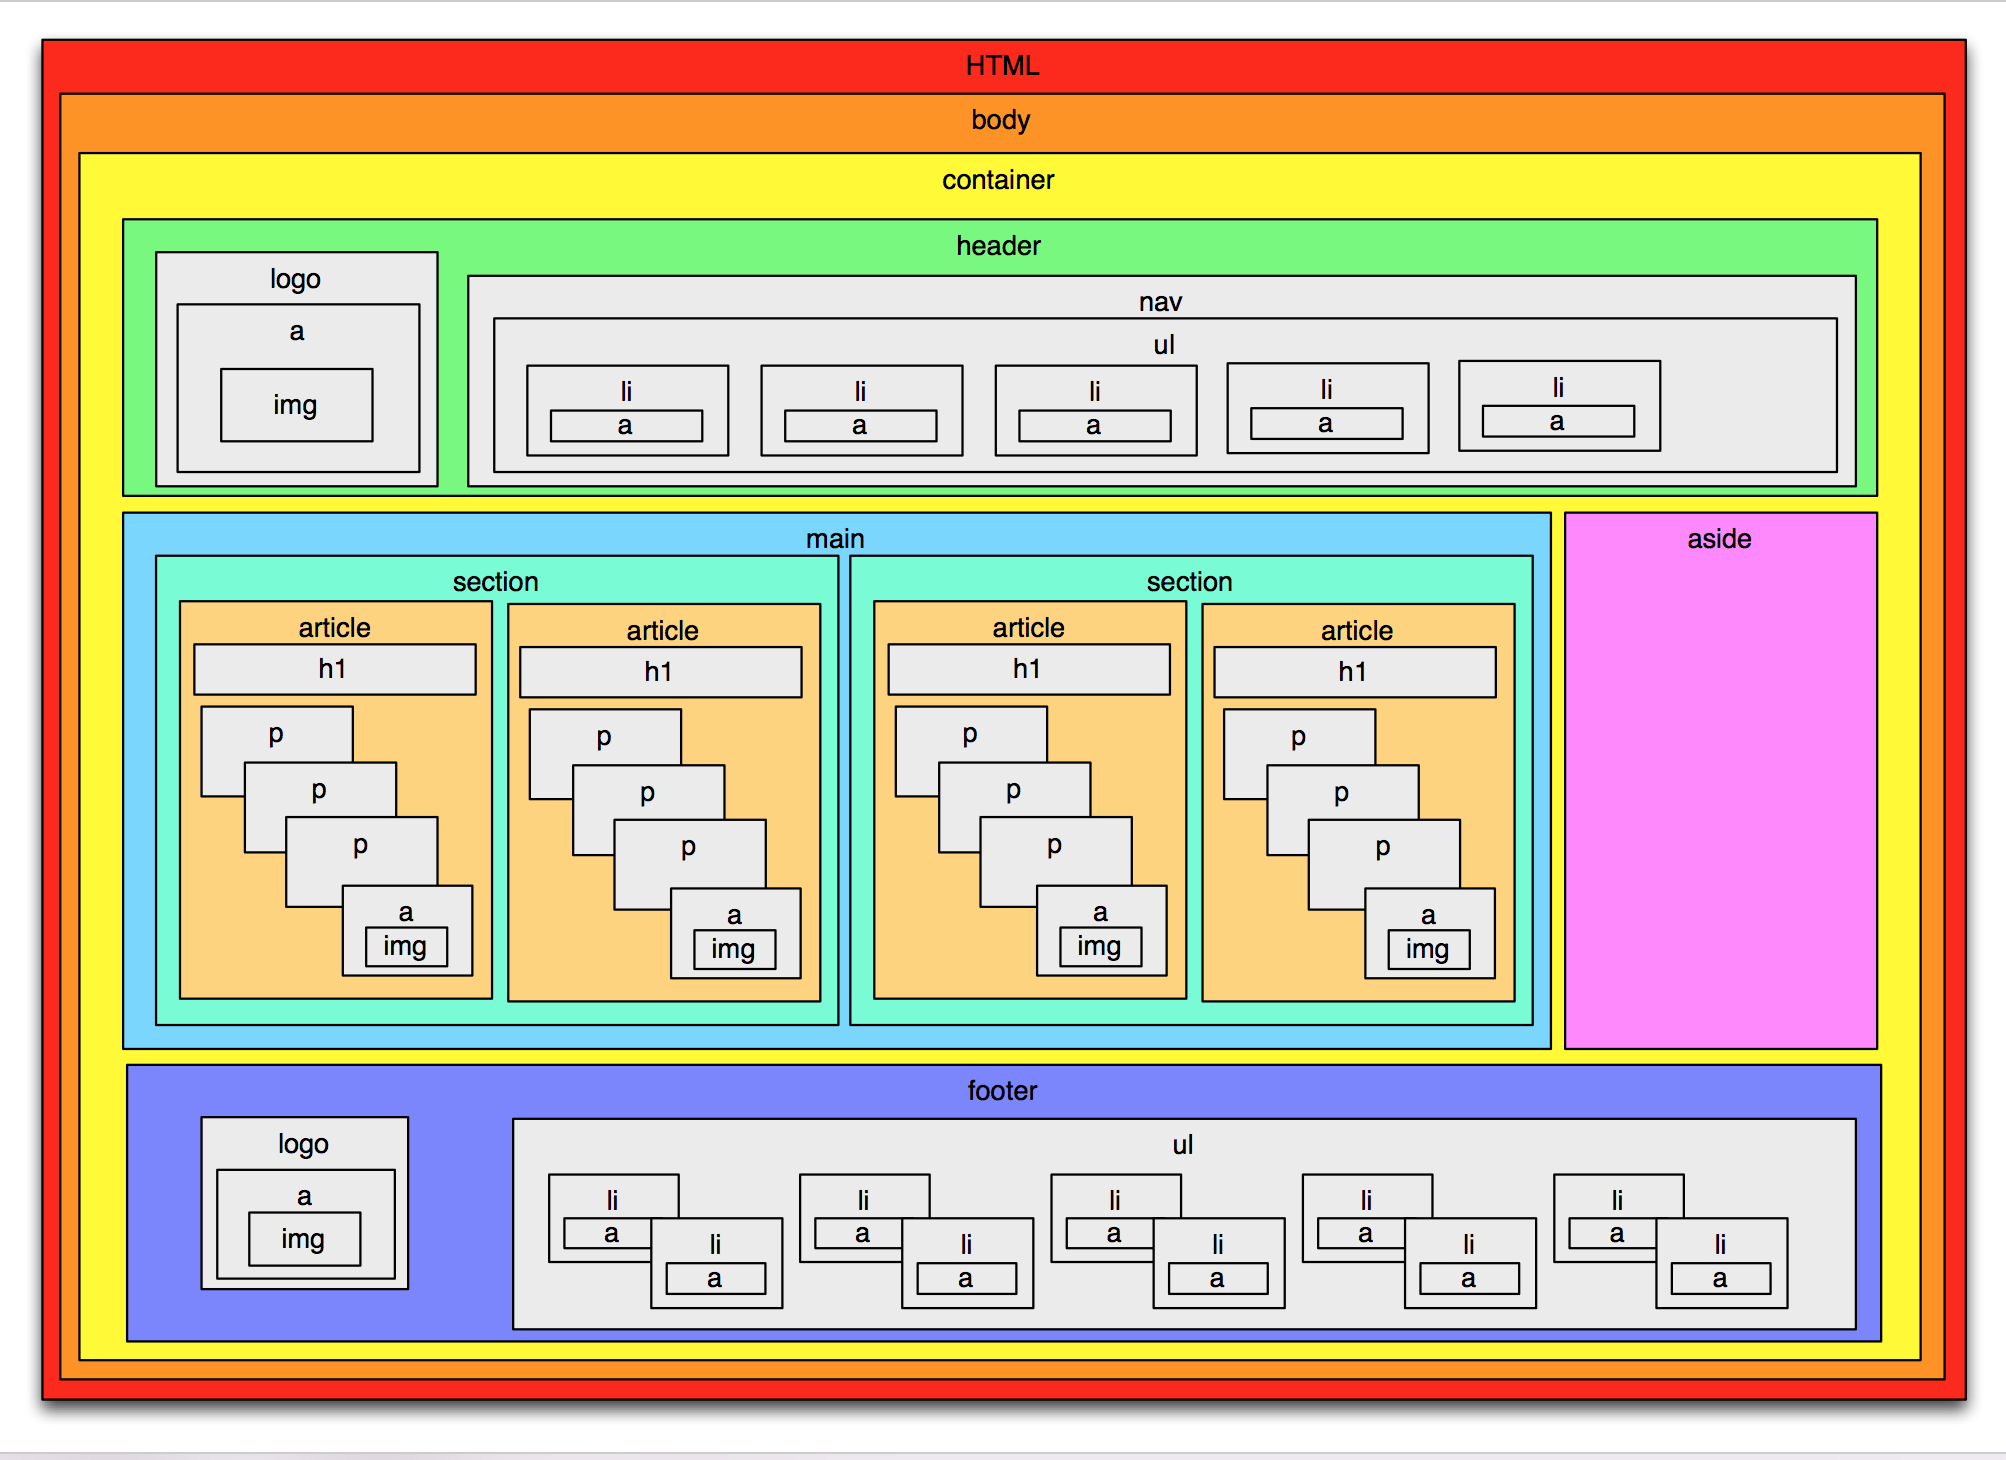 HTML
body
container
header
logo
a
img
nav
ul
li
a
li
a
li
a
li
a
li
a
main
section
article
h1
p
p
p
a
img
article
h1
p
p
p
a
img
section
article
h1
p
p
p
a
img
article
h1
p
p
p
a
img
aside
footer
logo
a
img
ul
li
a
li
a
li
a
li
a
li
a
li
a
li
a
li
a
li
a
li
a